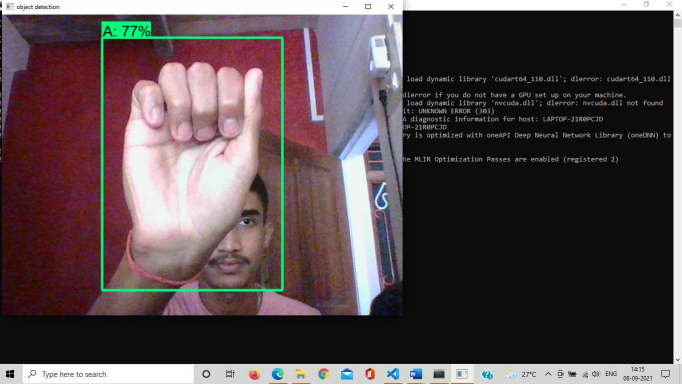 object detection
A: 77%
load dynamic library 'cudart64_110.dll'; dlerror: cudart64_110.dll
dlerror if you do not have a GPU set up on your machine.
load dynamic library 'nvcuda.dll'; dlerror: nvcuda.dll not found
it: UNKNOWN ERROR (303)
A diagnostic information for host: LAPTOP-21R0PCJD
OP-21R0PCJD
ry is optimized with oneAPI Deep Neural Network Library (oneDNN) to
he MLIR Optimization Passes are enabled (registered 2)
Type here to search
27°C
ENG
14:15
08-09-2021